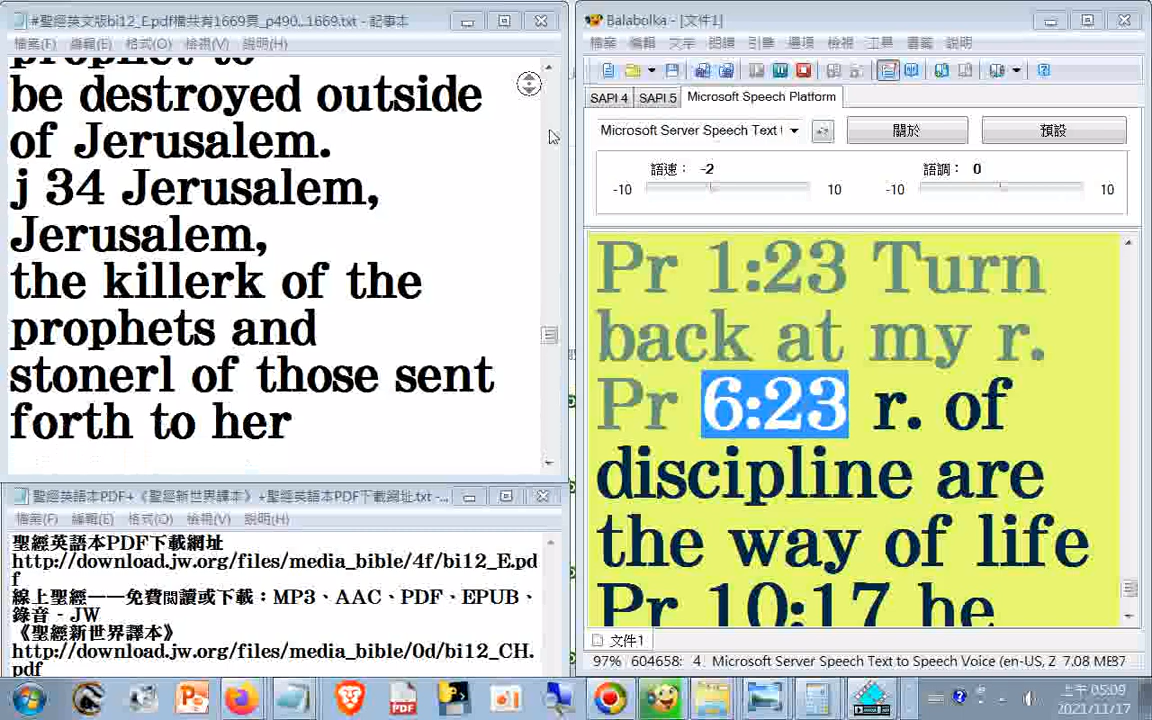 #聖經英文版bi12_E.pdf檔共有1669頁_p490...1669.txt - 記事本
檔案(F) 編輯(E) 格式(O) 檢視(V) 說明(H)
prophet to
be destroyed outside
of Jerusalem.
j 34 Jerusalem,
Jerusalem,
the killerk of the
prophets and
stonerl of those sent
forth to her
聖經英語本PDF+《聖經新世界譯本》+聖經英語本PDF下載網址.txt -...
檔案(F) 編輯(E) 格式(O) 檢視(V) 說明(H)
聖經英語本PDF下載網址
http://download.jw.org/files/media_bible/4f/bi12_E.pd
f
線上聖經——免費閱讀或下載：MP3、AAC、PDF、EPUB、
錄音 - JW
《聖經新世界譯本》
http://download.jw.org/files/media_bible/0d/bi12_CH.
pdf
Balabolka - [文件1]
檔案 編輯 文字 朗讀 引擎 選項 檢視 工具 書籤 說明
SAPI 4 SAPI 5 Microsoft Speech Platform
Microsoft Server Speech Text 關於 預設
語速： -2 語調： 0
-10 10 -10 10
Pr 1:23 Turn
back at my r.
Pr 6:23 r. of
discipline are
the way of life
Pr 10:17 he
文件1
97% 604658: 4 Microsoft Server Speech Text to Speech Voice (en-US, Z 7.08 MB
上午 05:09
2021/11/17